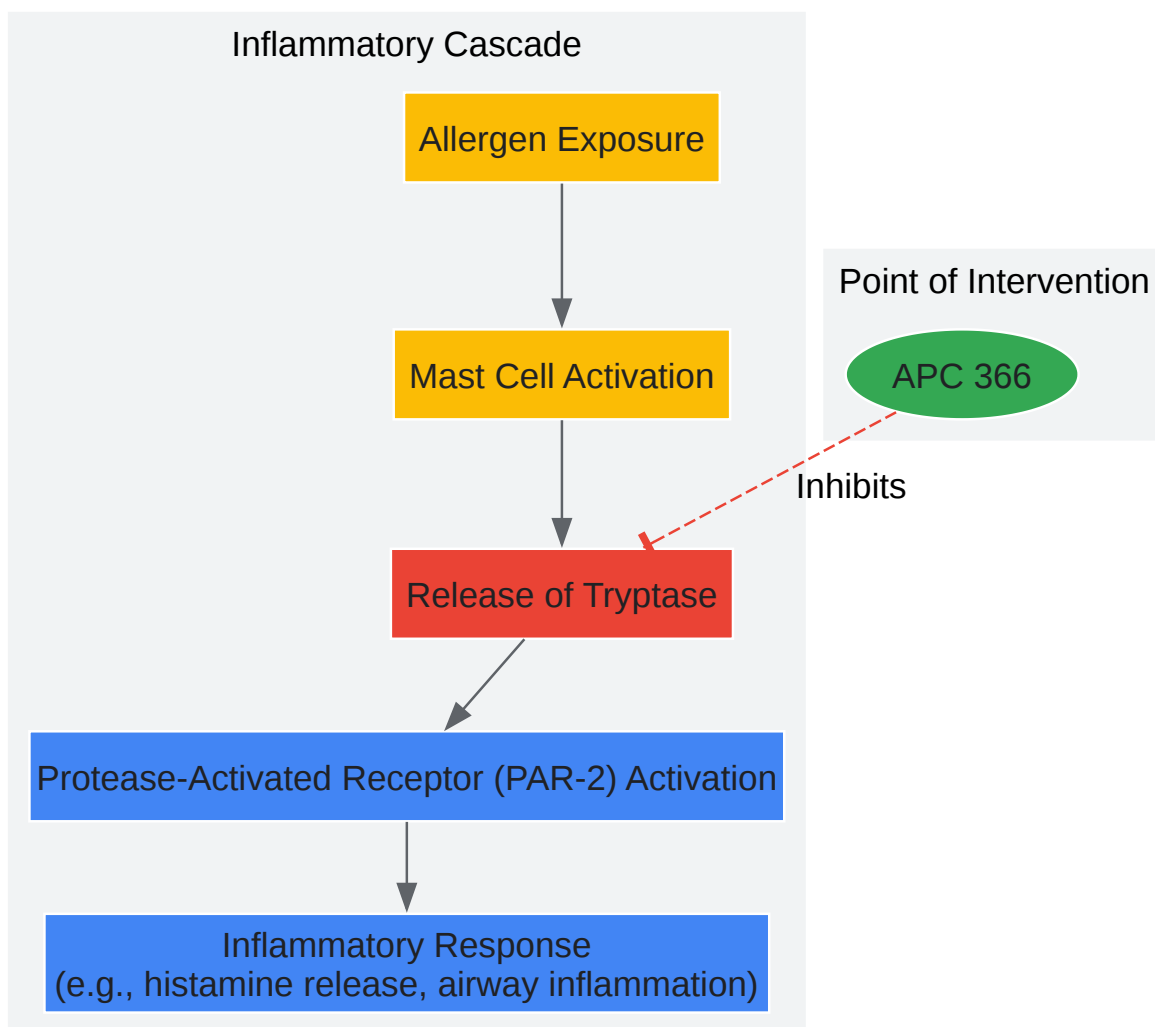 Inflammatory Cascade
Allergen Exposure
Point of Intervention
Mast Cell Activation
APC 366
Inhibits
Release of Tryptase
Protease-Activated Receptor (PAR-2) Activation
Inflammatory Response
(e.g., histamine release, airway inflammation)